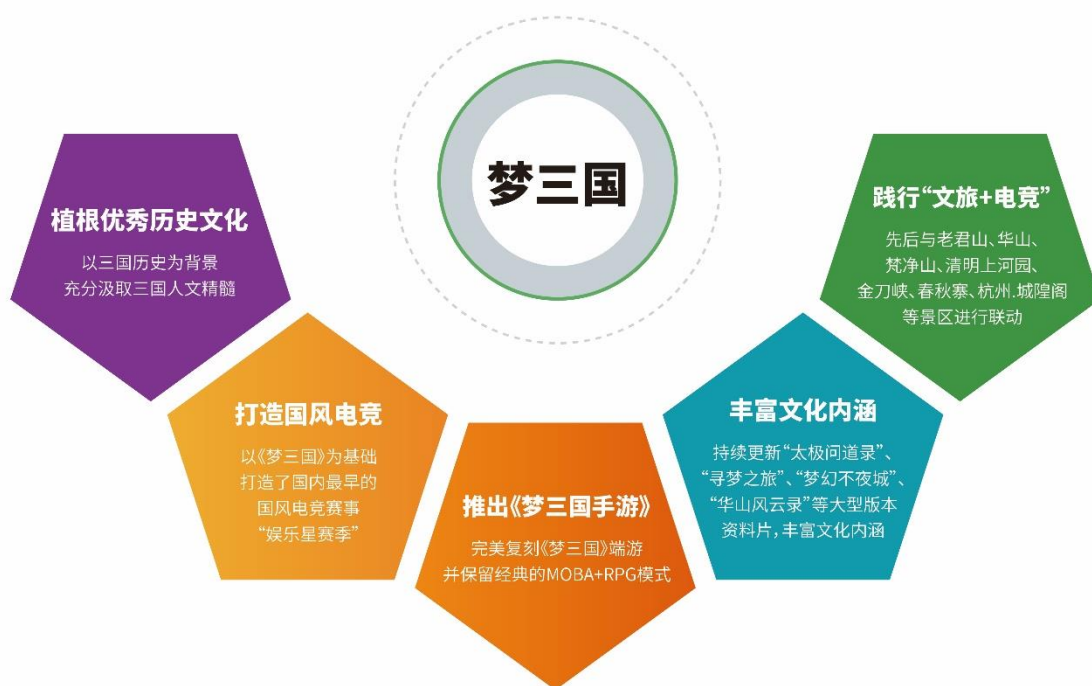 梦三国
植根优秀历史文化
以三国历史为背景
充分汲取三国人文精髓
打造国风电竞
以《梦三国》为基础
打造了国内最早的
国风电竞赛事
“娱乐星赛季”
推出《梦三国手游》
完美复刻《梦三国》端游
并保留经典的MOBA+RPG模式
丰富文化内涵
持续更新“太极问道录”、
“寻梦之旅”、“梦幻不夜城”、
“华山风云录”等大型版本
资料片,丰富文化内涵
践行“文旅+电竞”
先后与老君山、华山、
梵净山、清明上河园、
金刀峡、春秋寨、杭州.城隍阁
等景区进行联动